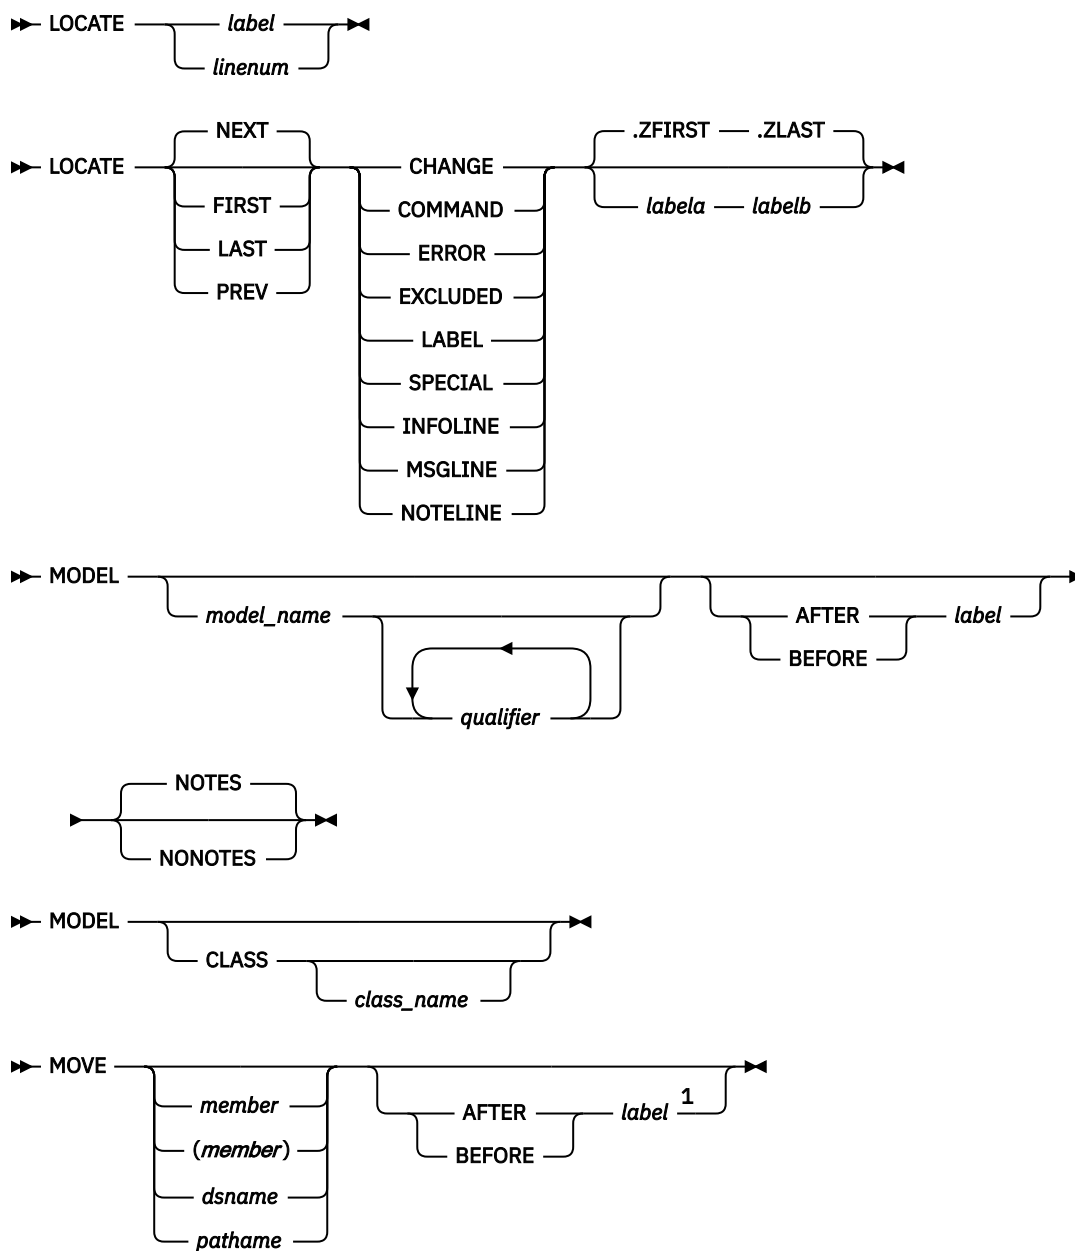 LOCATE label
linenum
NEXT .ZFIRST .ZLAST
LOCATE CHANGE
FIRST COMMAND labela labelb
LAST ERROR
PREV EXCLUDED
LABEL
SPECIAL
INFOLINE
MSGLINE
NOTELINE
MODEL
model_name AFTER label
BEFORE
qualifier
NOTES
NONOTES
MODEL
CLASS
class_name
MOVE
member AFTER label 1
(member) BEFORE
dsname
pathame